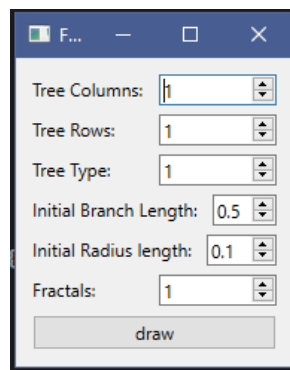 F...
Tree Columns: 1
Tree Rows: 1
Tree Type: 1
Initial Branch Length: 0.5
Initial Radius length: 0.1
Fractals: 1
draw